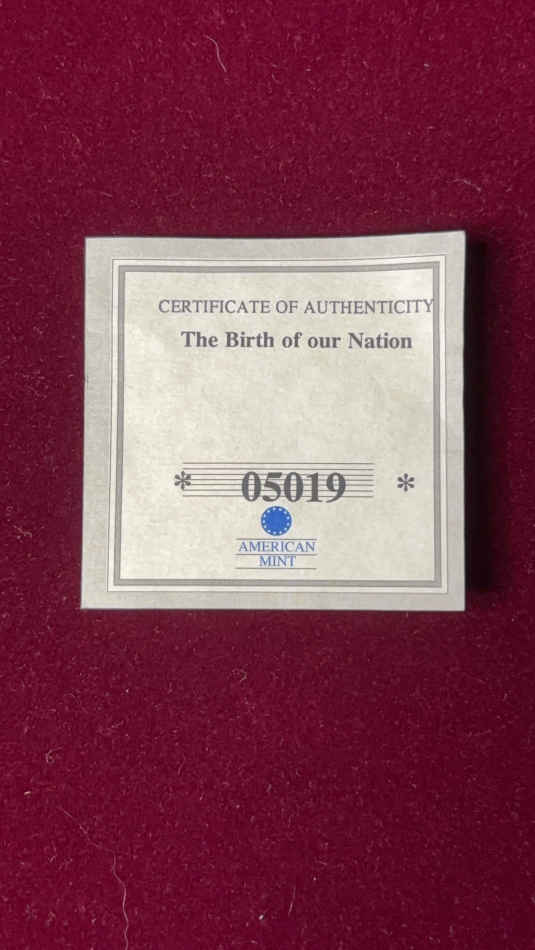 CERTIFICATE OF AUTHENTICITY
The Birth of our Nation
* 05019 *
AMERICAN
MINT